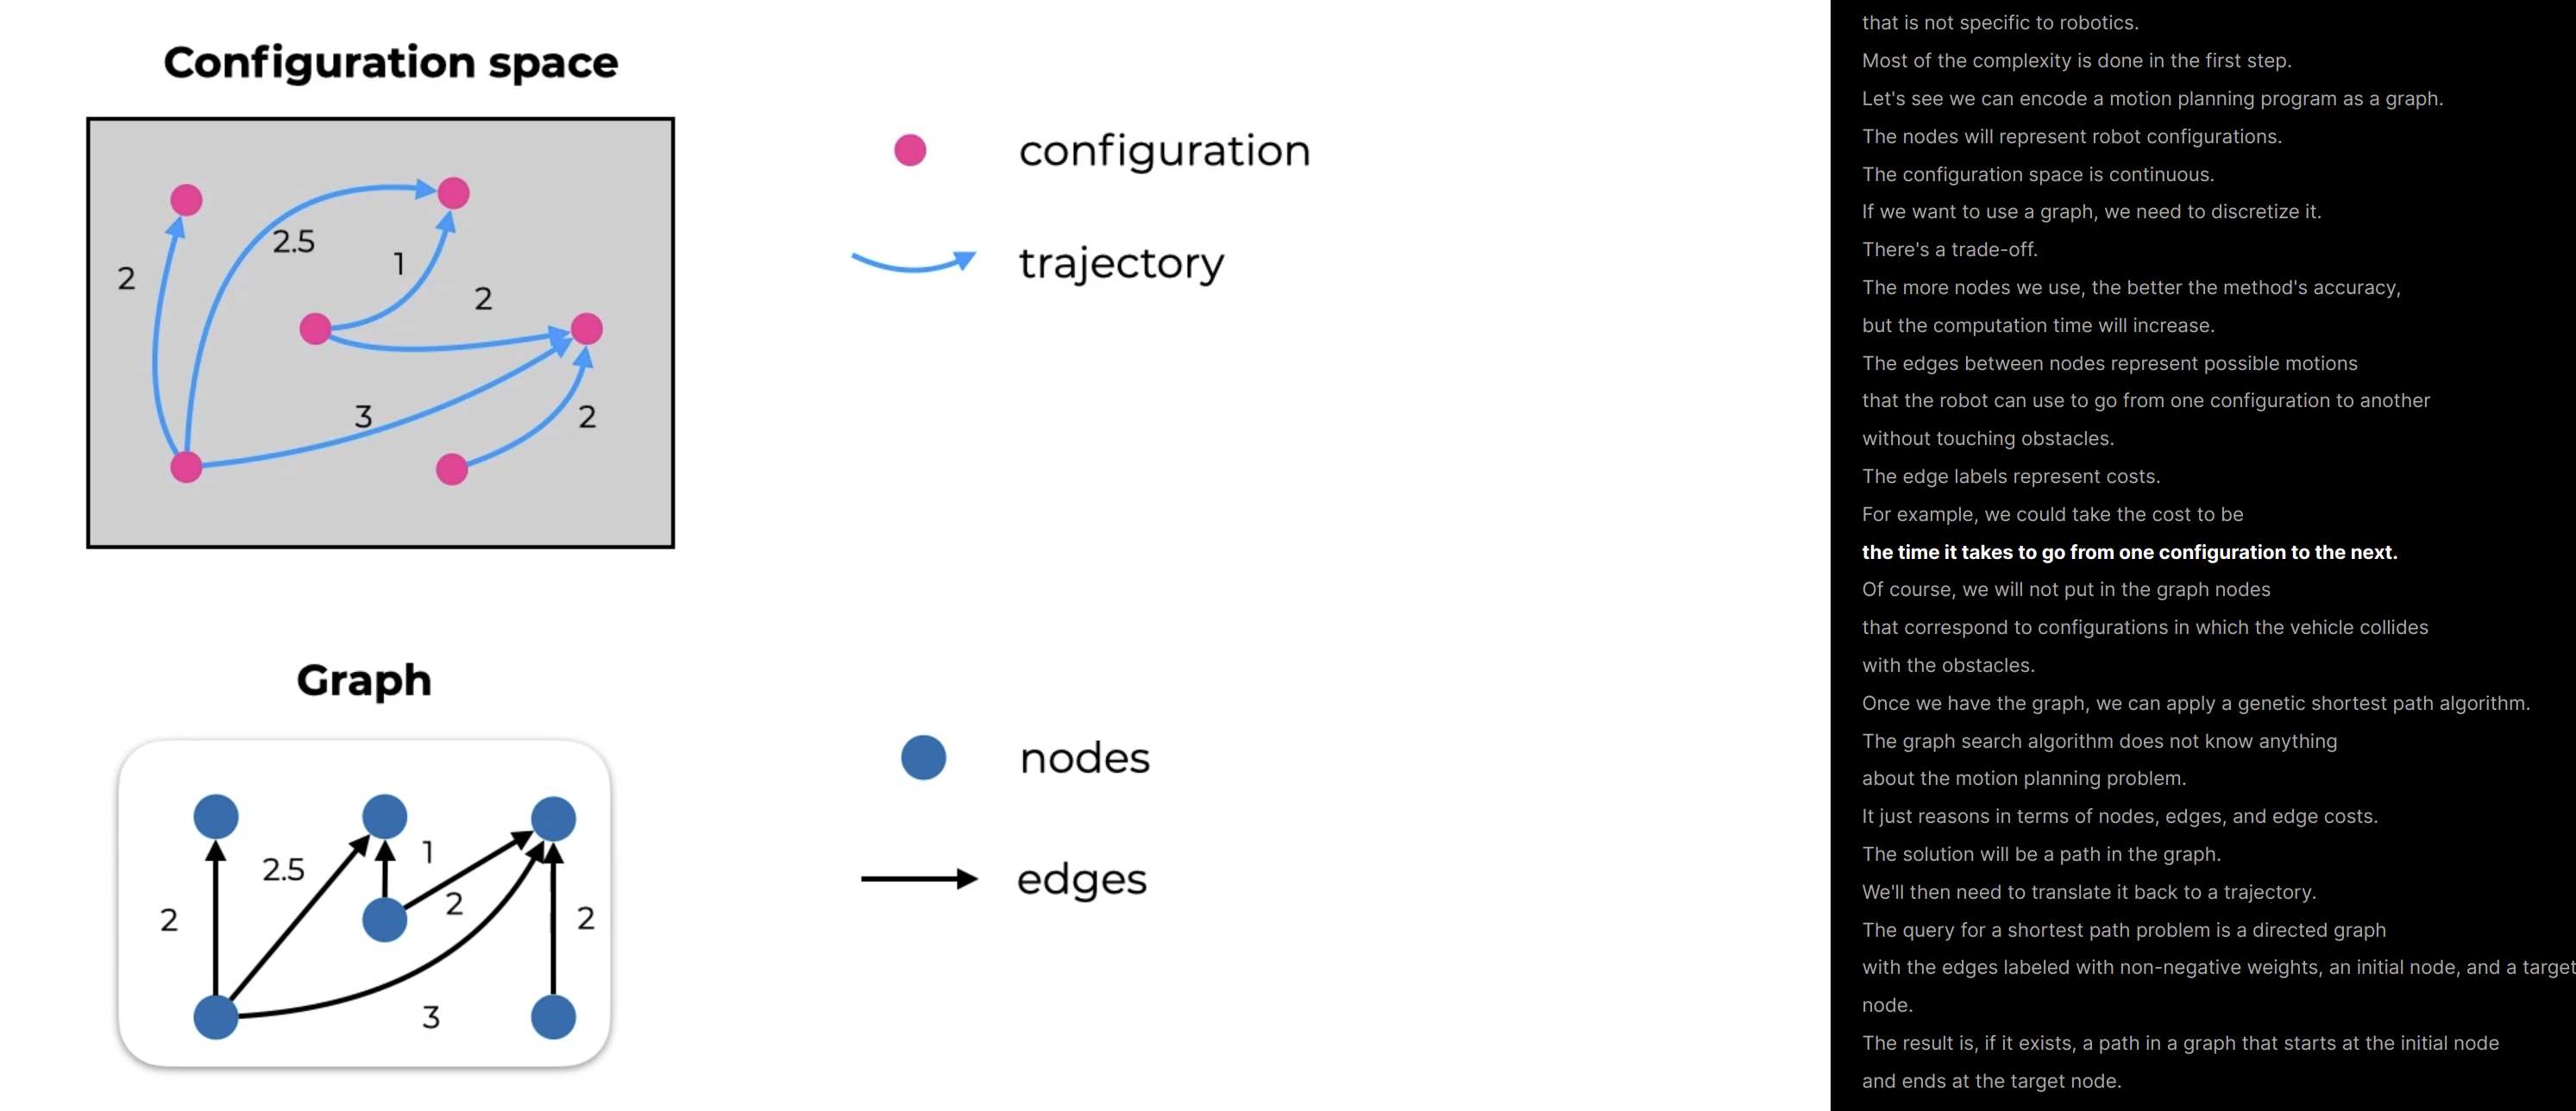 Configuration space
2
2.5
1
2
3
2
configuration
trajectory
Graph
2
2.5
1
2
2
3
nodes
edges
that is not specific to robotics.
Most of the complexity is done in the first step.
Let's see we can encode a motion planning program as a graph.
The nodes will represent robot configurations.
The configuration space is continuous.
If we want to use a graph, we need to discretize it.
There's a trade-off.
The more nodes we use, the better the method's accuracy,
but the computation time will increase.
The edges between nodes represent possible motions
that the robot can use to go from one configuration to another
without touching obstacles.
The edge labels represent costs.
For example, we could take the cost to be
the time it takes to go from one configuration to the next.
Of course, we will not put in the graph nodes
that correspond to configurations in which the vehicle collides
with the obstacles.
Once we have the graph, we can apply a genetic shortest path algorithm.
The graph search algorithm does not know anything
about the motion planning problem.
It just reasons in terms of nodes, edges, and edge costs.
The solution will be a path in the graph.
We'll then need to translate it back to a trajectory.
The query for a shortest path problem is a directed graph
with the edges labeled with non-negative weights, an initial node, and a target
node.
The result is, if it exists, a path in a graph that starts at the initial node
and ends at the target node.